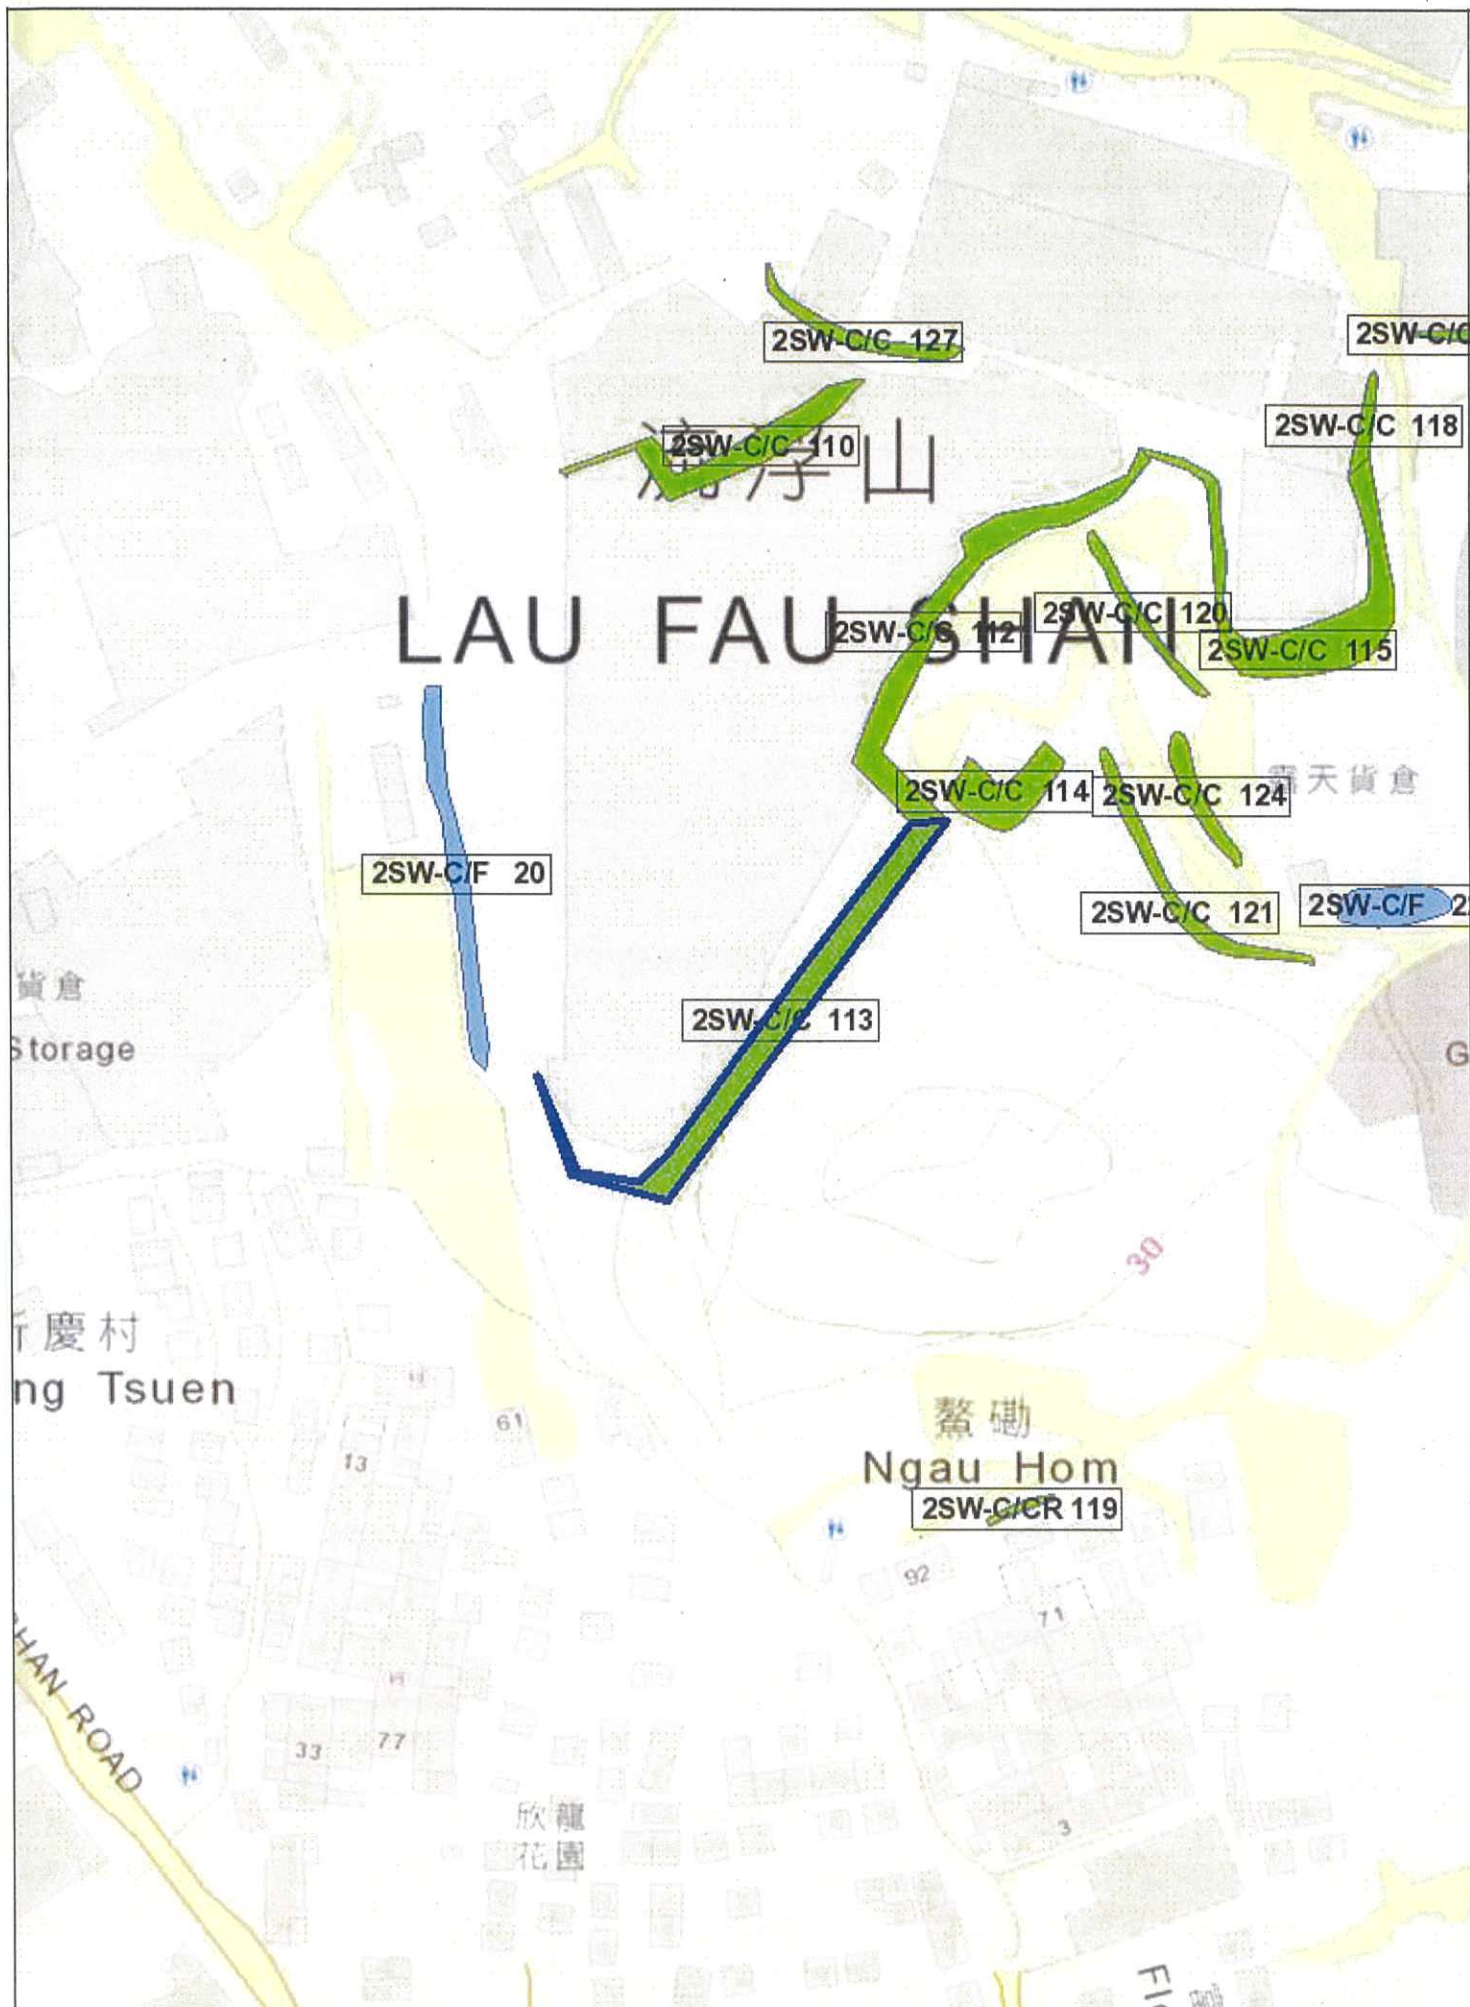 2SW-C/C 127
2SW-C/C
2SW-C/C 118
2SW-C/C 110
流浮山
LAU FAU SHAN
2SW-C/C 112
2SW-C/C 120
2SW-C/C 115
2SW-C/C 114
2SW-C/C 124
露天貨倉
2SW-C/F 20
2SW-C/C 121
2SW-C/F 2
貨倉
Storage
2SW-C/C 113
G
30
慶村
ng Tsuen
61
13
鰲磡
Ngau Hom
2SW-C/CR 119
92
71
HAN ROAD
33
77
欣龍
花園
3